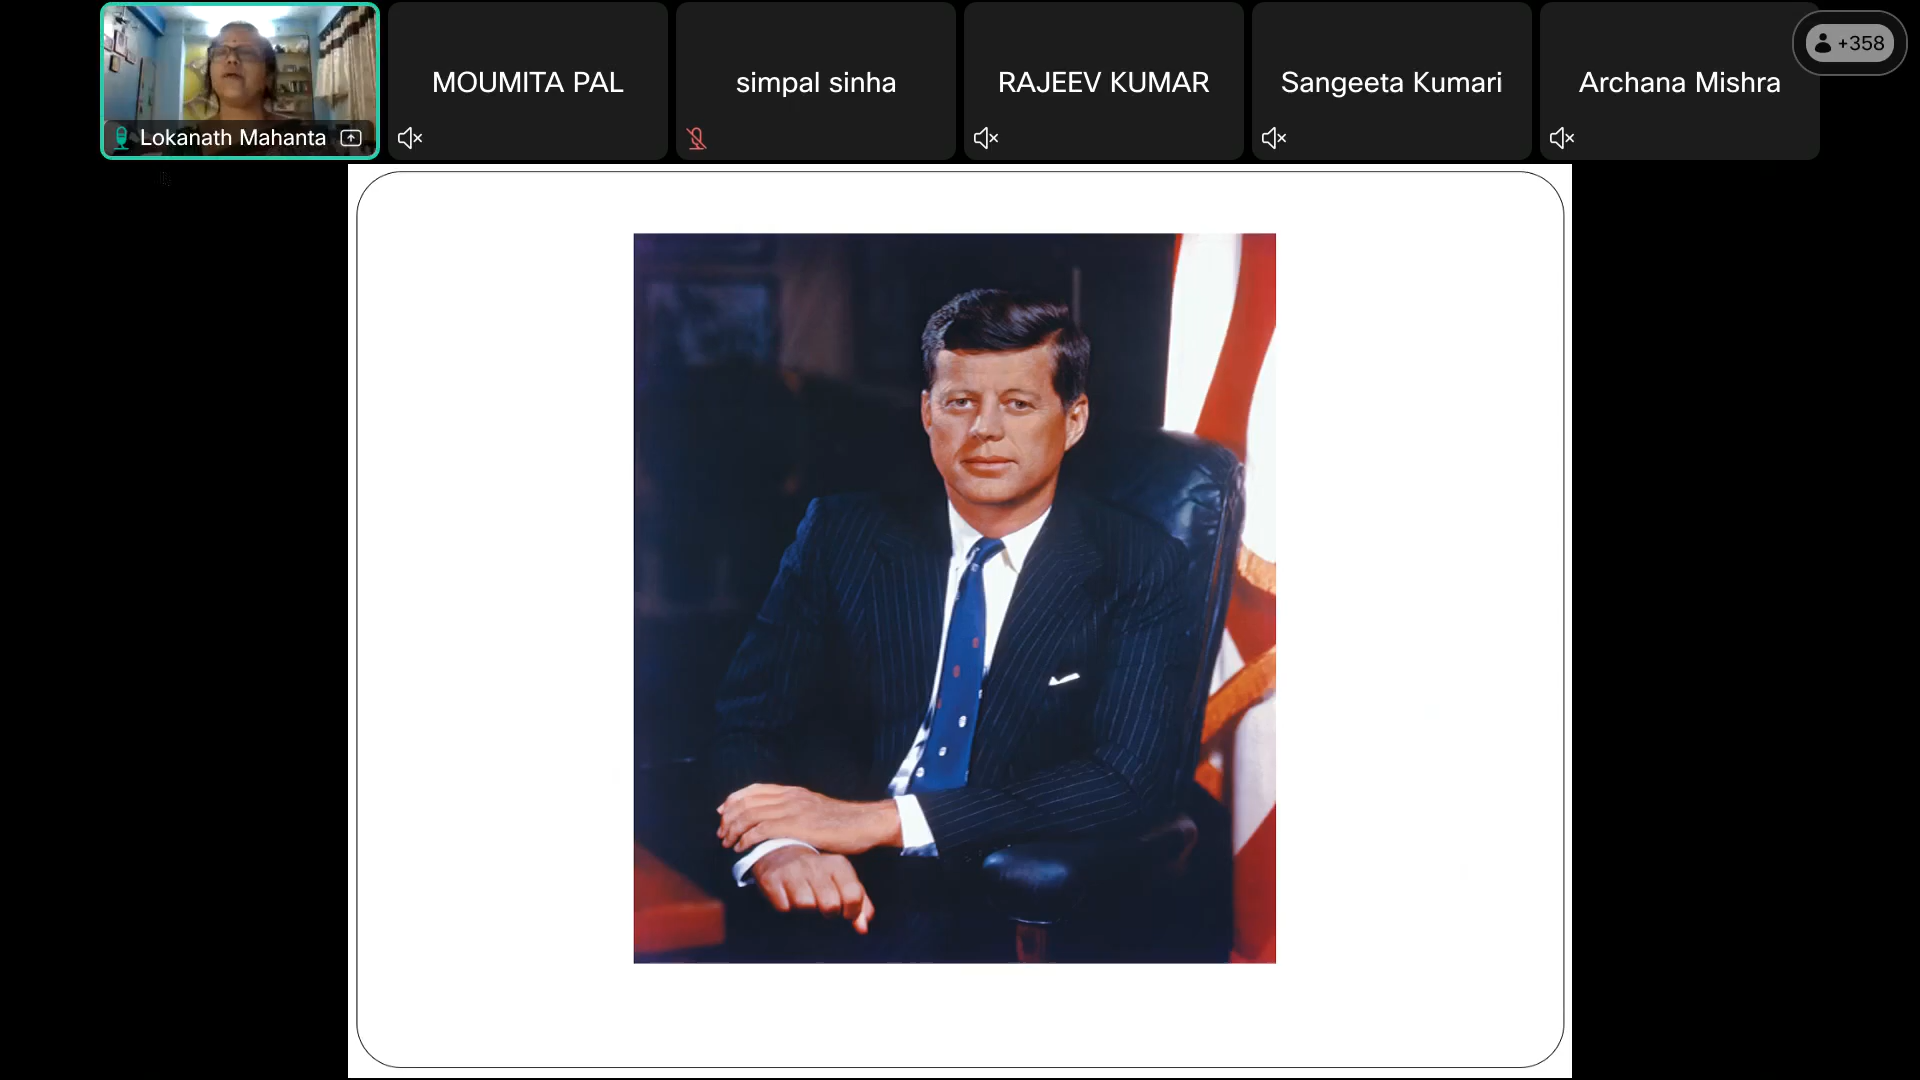 Lokanath Mahanta
MOUMITA PAL
simpal sinha
RAJEEV KUMAR
Sangeeta Kumari
Archana Mishra
+358